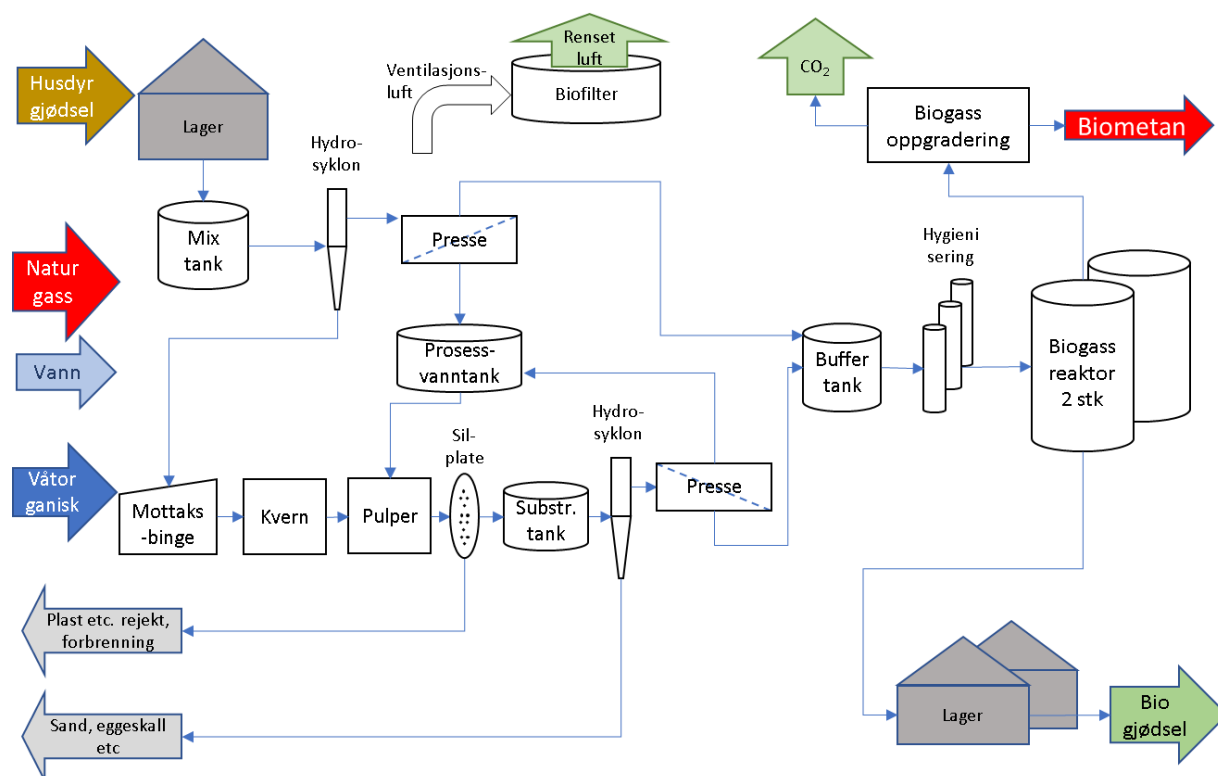 Husdyr
gjødsel
Lager
Ventilasjons-
luft
Renset
luft
Biofilter
CO₂
Biogass
oppgradering
Biometan
Hydro-
syklon
Mix
tank
Presse
Hygieni
sering
Natur
gass
Vann
Prosess-
vanntank
Buffer
tank
Biogass
reaktor
2 stk
Våtor
ganisk
Mottaks
-binge
Kvern
Pulper
Sil-
plate
Substr.
tank
Hydro-
syklon
Presse
Plast etc. rejekt,
forbrenning
Sand, eggeskall
etc
Lager
Bio
gjødsel